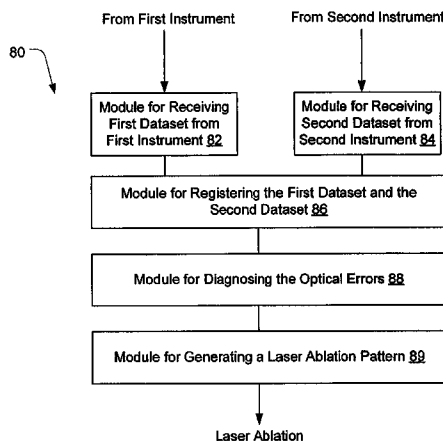 From First Instrument
From Second Instrument
80
Module for Receiving
First Dataset from
First Instrument 82
Module for Receiving
Second Dataset from
Second Instrument 84
Module for Registering the First Dataset and the
Second Dataset 86
Module for Diagnosing the Optical Errors 88
Module for Generating a Laser Ablation Pattern 89
Laser Ablation